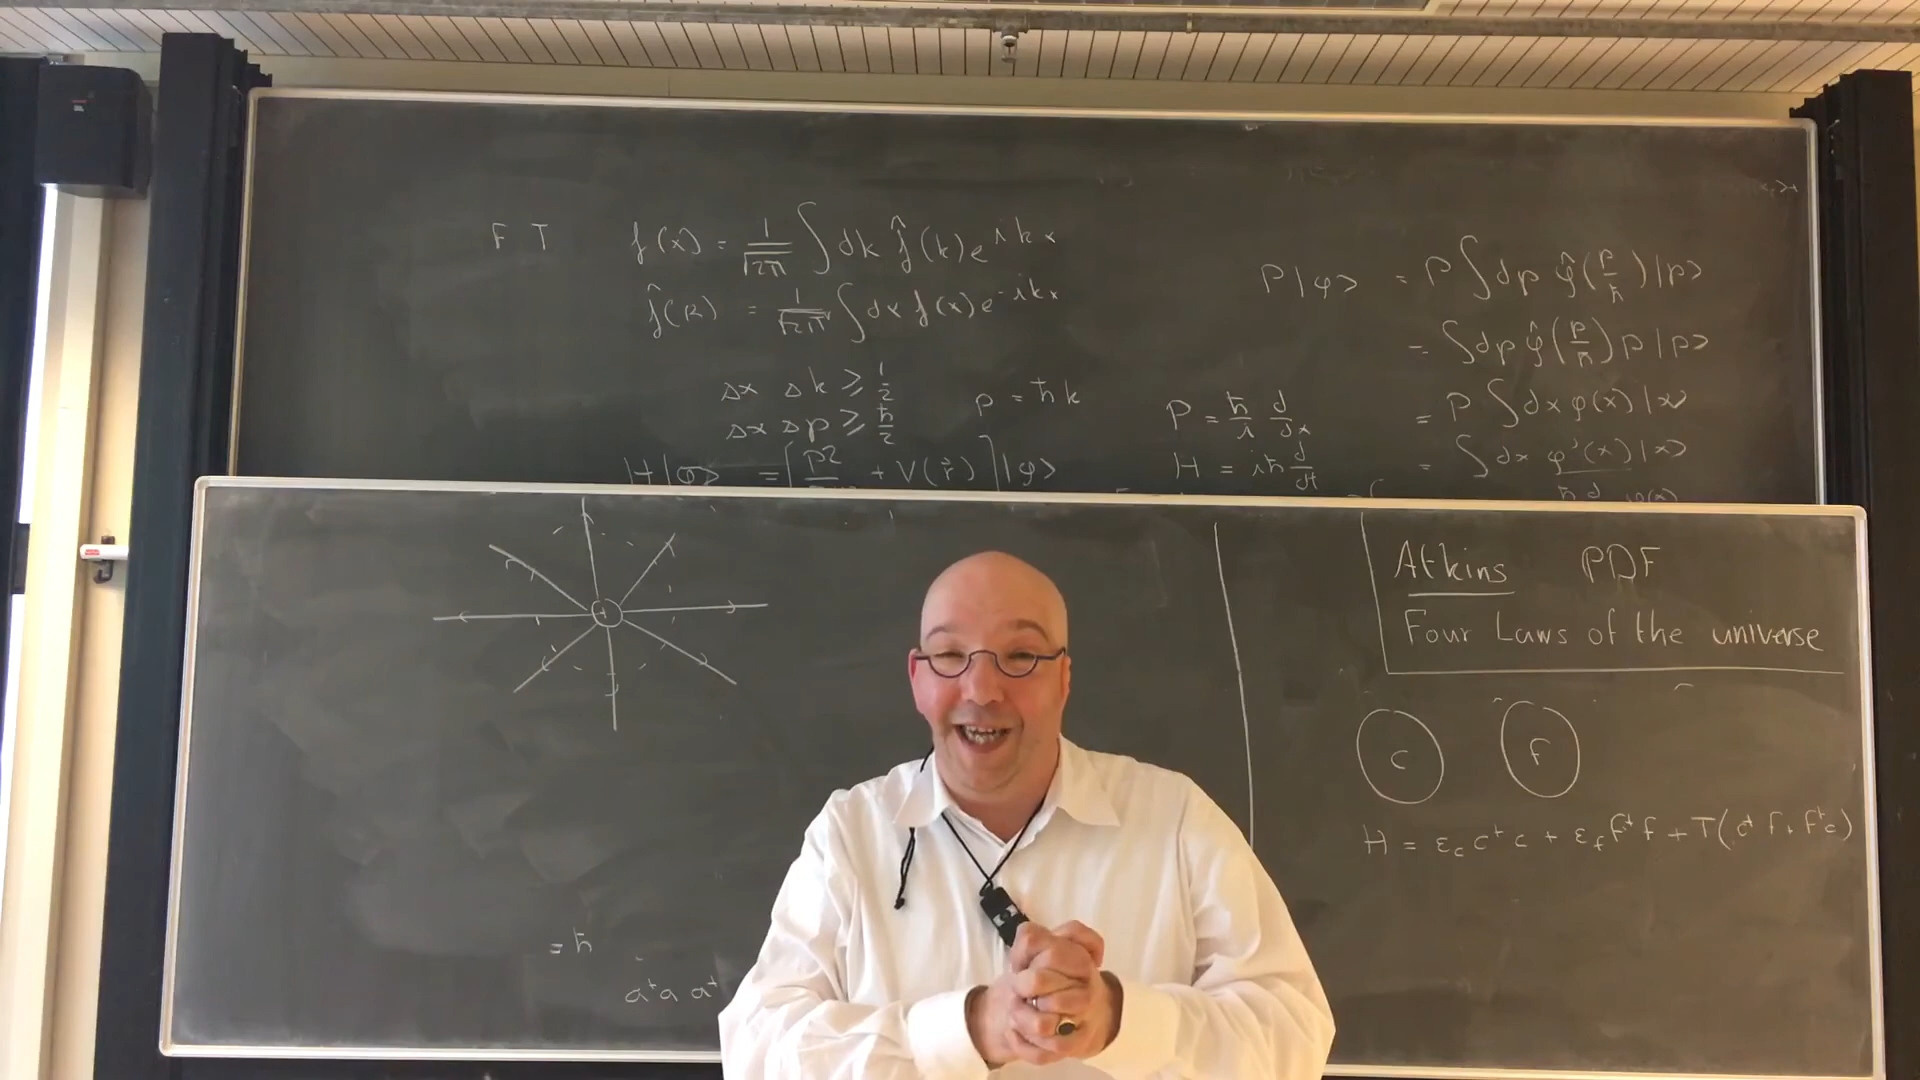 F T
f(x) = 1/√2π ∫dk f̂(k) e^ikx
f̂(k) = 1/√2π ∫dx f(x) e^-ikx
Δx Δk ≥ 1/2
Δx Δp ≥ ħ/2
p = ħk
H|φ> = [P2 + V(r⃗)]|φ>
P = ħ/i d/dx
H = iħ d/dt
P|φ> = P ∫dp φ̂(p/ħ)|p>
= ∫dp φ̂(p/ħ) p|p>
= P ∫dx φ(x)|x>
= ∫dx φ'(x)|x>
+
= ħ
a⁺a a⁺
Atkins PDF
Four Laws of the universe
C
F
H = ε_c c⁺c + ε_f F⁺F + T(c⁺F + F⁺c)